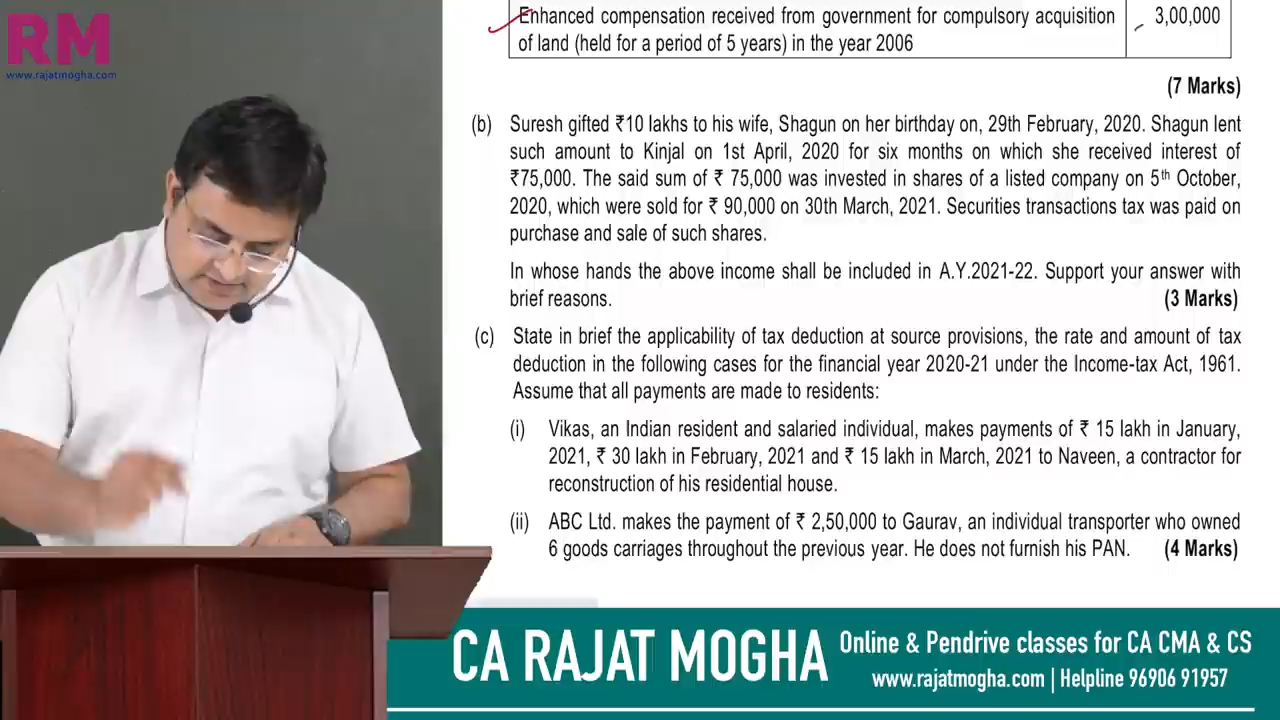 RM
www.rajatmogha.com
Enhanced compensation received from government for compulsory acquisition 3,00,000
of land (held for a period of 5 years) in the year 2006
(7 Marks)
(b) Suresh gifted ₹10 lakhs to his wife, Shagun on her birthday on, 29th February, 2020. Shagun lent
such amount to Kinjal on 1st April, 2020 for six months on which she received interest of
₹75,000. The said sum of ₹ 75,000 was invested in shares of a listed company on 5th October,
2020, which were sold for ₹ 90,000 on 30th March, 2021. Securities transactions tax was paid on
purchase and sale of such shares.
In whose hands the above income shall be included in A.Y.2021-22. Support your answer with
brief reasons. (3 Marks)
(c) State in brief the applicability of tax deduction at source provisions, the rate and amount of tax
deduction in the following cases for the financial year 2020-21 under the Income-tax Act, 1961.
Assume that all payments are made to residents:
(i) Vikas, an Indian resident and salaried individual, makes payments of ₹ 15 lakh in January,
2021, ₹ 30 lakh in February, 2021 and ₹ 15 lakh in March, 2021 to Naveen, a contractor for
reconstruction of his residential house.
(ii) ABC Ltd. makes the payment of ₹ 2,50,000 to Gaurav, an individual transporter who owned
6 goods carriages throughout the previous year. He does not furnish his PAN. (4 Marks)
CA RAJAT MOGHA
Online & Pendrive classes for CA CMA & CS
www.rajatmogha.com | Helpline 96906 91957